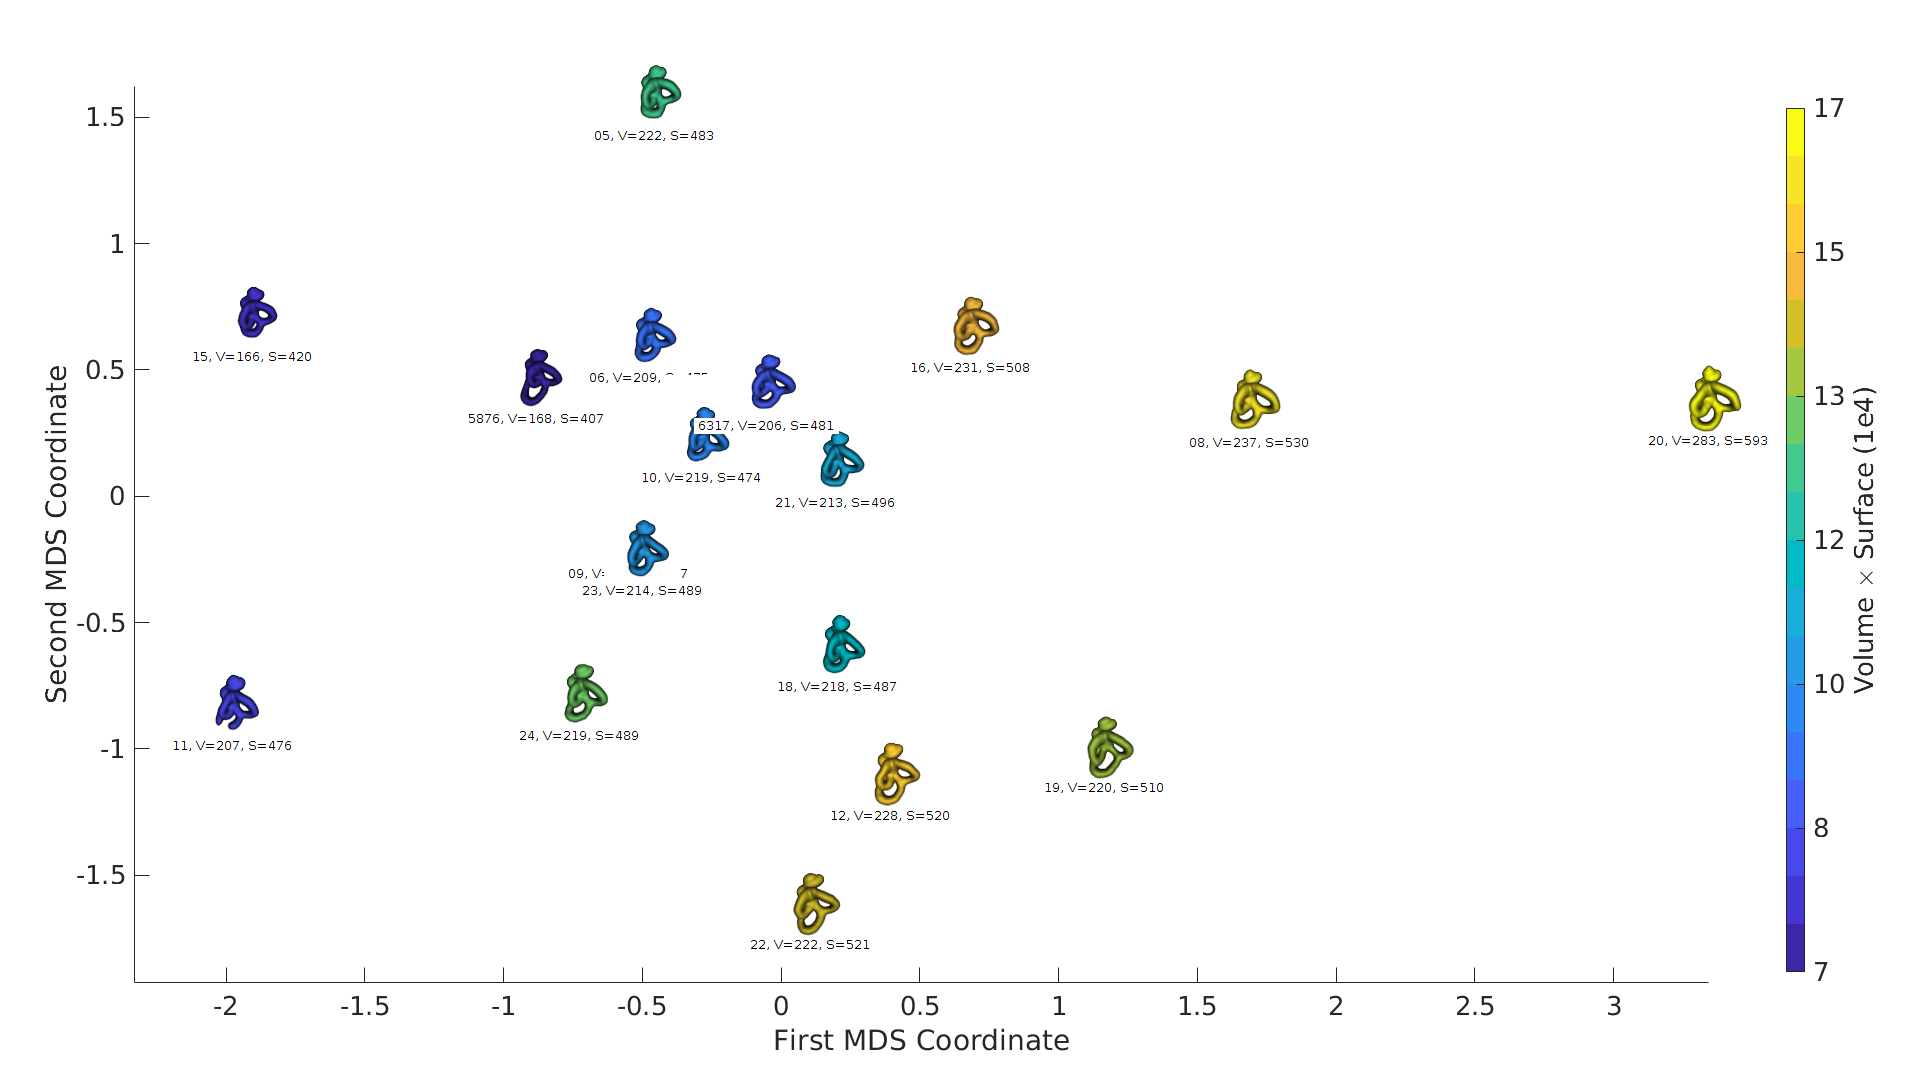 05, V=222, S=483
15, V=166, S=420
06, V=209,
16, V=231, S=508
5876, V=168, S=407
6317, V=206, S=481
08, V=237, S=530
20, V=283, S=593
10, V=219, S=474
21, V=213, S=496
09, V= 7
23, V=214, S=489
18, V=218, S=487
24, V=219, S=489
11, V=207, S=476
19, V=220, S=510
12, V=228, S=520
22, V=222, S=521
1.5
1
0.5
0
-0.5
-1
-1.5
Second MDS Coordinate
-2 -1.5 -1 -0.5 0 0.5 1 1.5 2 2.5 3
First MDS Coordinate
17
15
13
12
10
8
7
Volume × Surface (1e4)